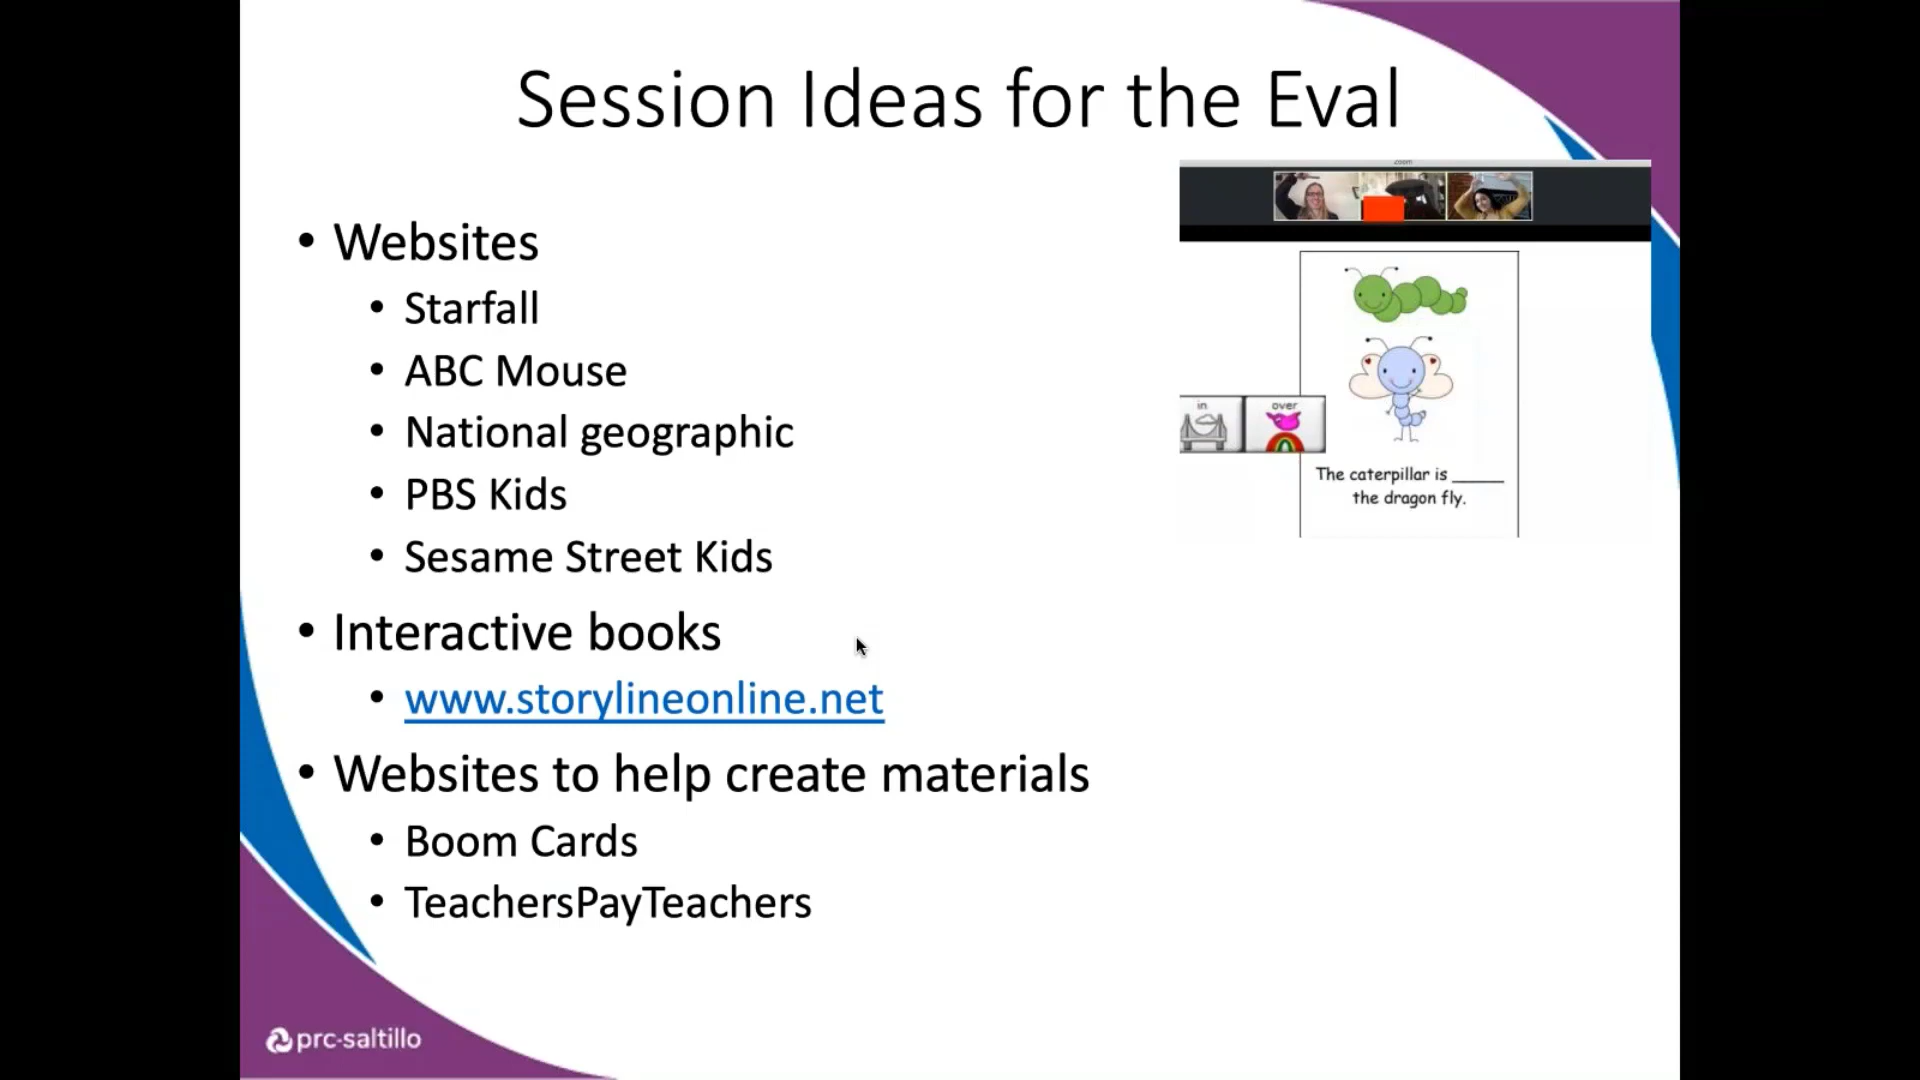 Session Ideas for the Eval
• Websites
• Starfall
• ABC Mouse
• National geographic
• PBS Kids
• Sesame Street Kids
• Interactive books
• www.storylineonline.net
• Websites to help create materials
• Boom Cards
• TeachersPayTeachers
zoom
in
over
The caterpillar is _____
the dragon fly.
prc-saltillo